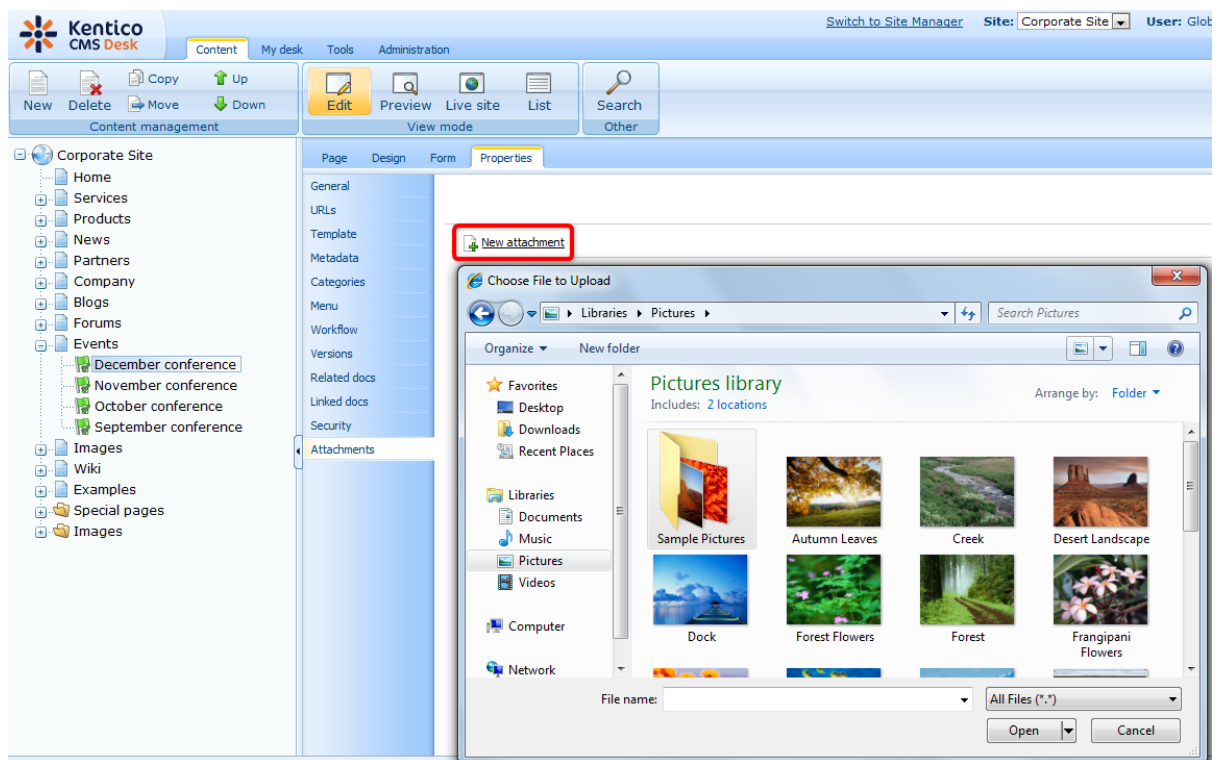 Kentico
CMS Desk
Switch to Site Manager Site: Corporate Site User: Glob
Content My desk Tools Administration
New Delete Copy Move Up Down
Content management
Edit Preview Live site List
View mode
Search
Other
Corporate Site
Home
Services
Products
News
Partners
Company
Blogs
Forums
Events
December conference
November conference
October conference
September conference
Images
Wiki
Examples
Special pages
Images
Page Design Form Properties
General
URLs
Template
Metadata
Categories
Menu
Workflow
Versions
Related docs
Linked docs
Security
Attachments
New attachment
Choose File to Upload
Libraries Pictures
Search Pictures
Organize New folder
Favorites
Desktop
Downloads
Recent Places
Libraries
Documents
Music
Pictures
Videos
Computer
Network
Pictures library
Includes: 2 locations
Arrange by: Folder
Sample Pictures Autumn Leaves Creek Desert Landscape
Dock Forest Flowers Forest Frangipani
Flowers
File name: All Files (*.*)
Open Cancel